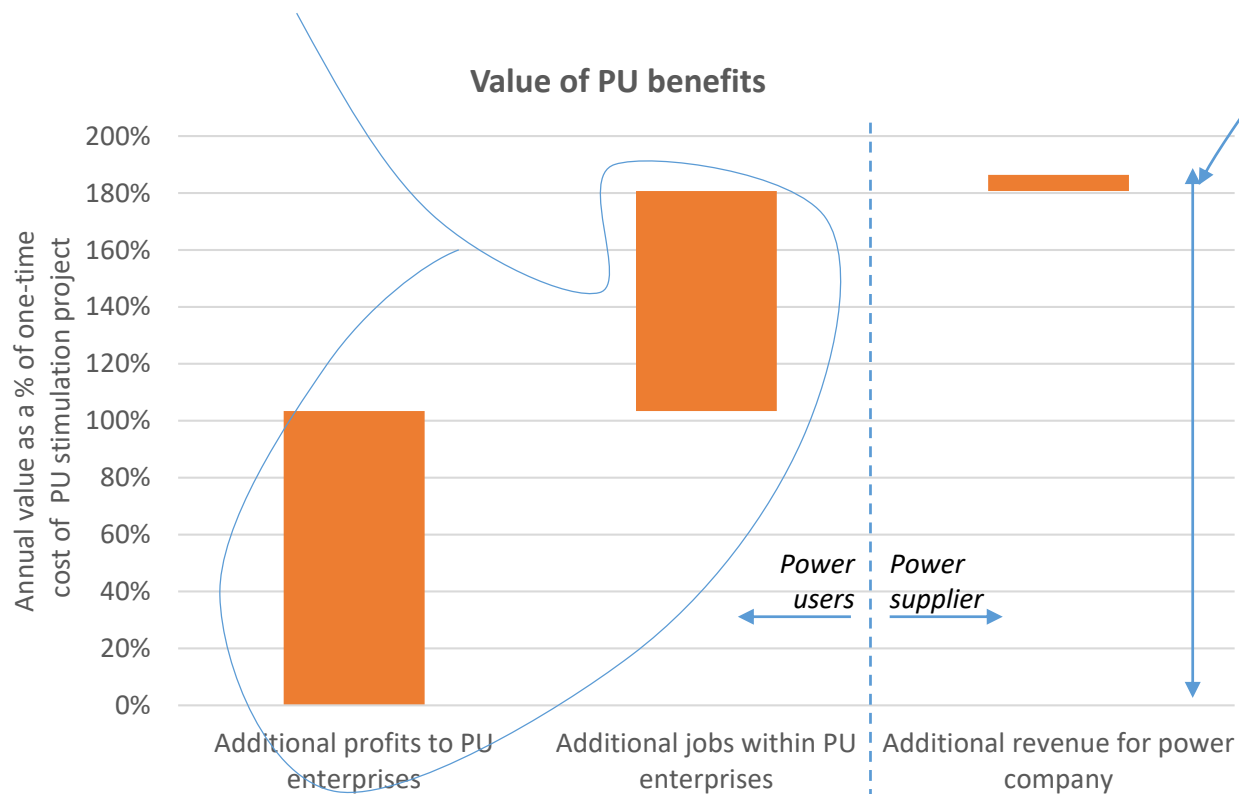 Value of PU benefits
Annual value as a % of one-time
cost of PU stimulation project
200%
180%
160%
140%
120%
100%
80%
60%
40%
20%
0%
Power
users
Power
supplier
Additional profits to PU
enterprises
Additional jobs within PU
enterprises
Additional revenue for power
company